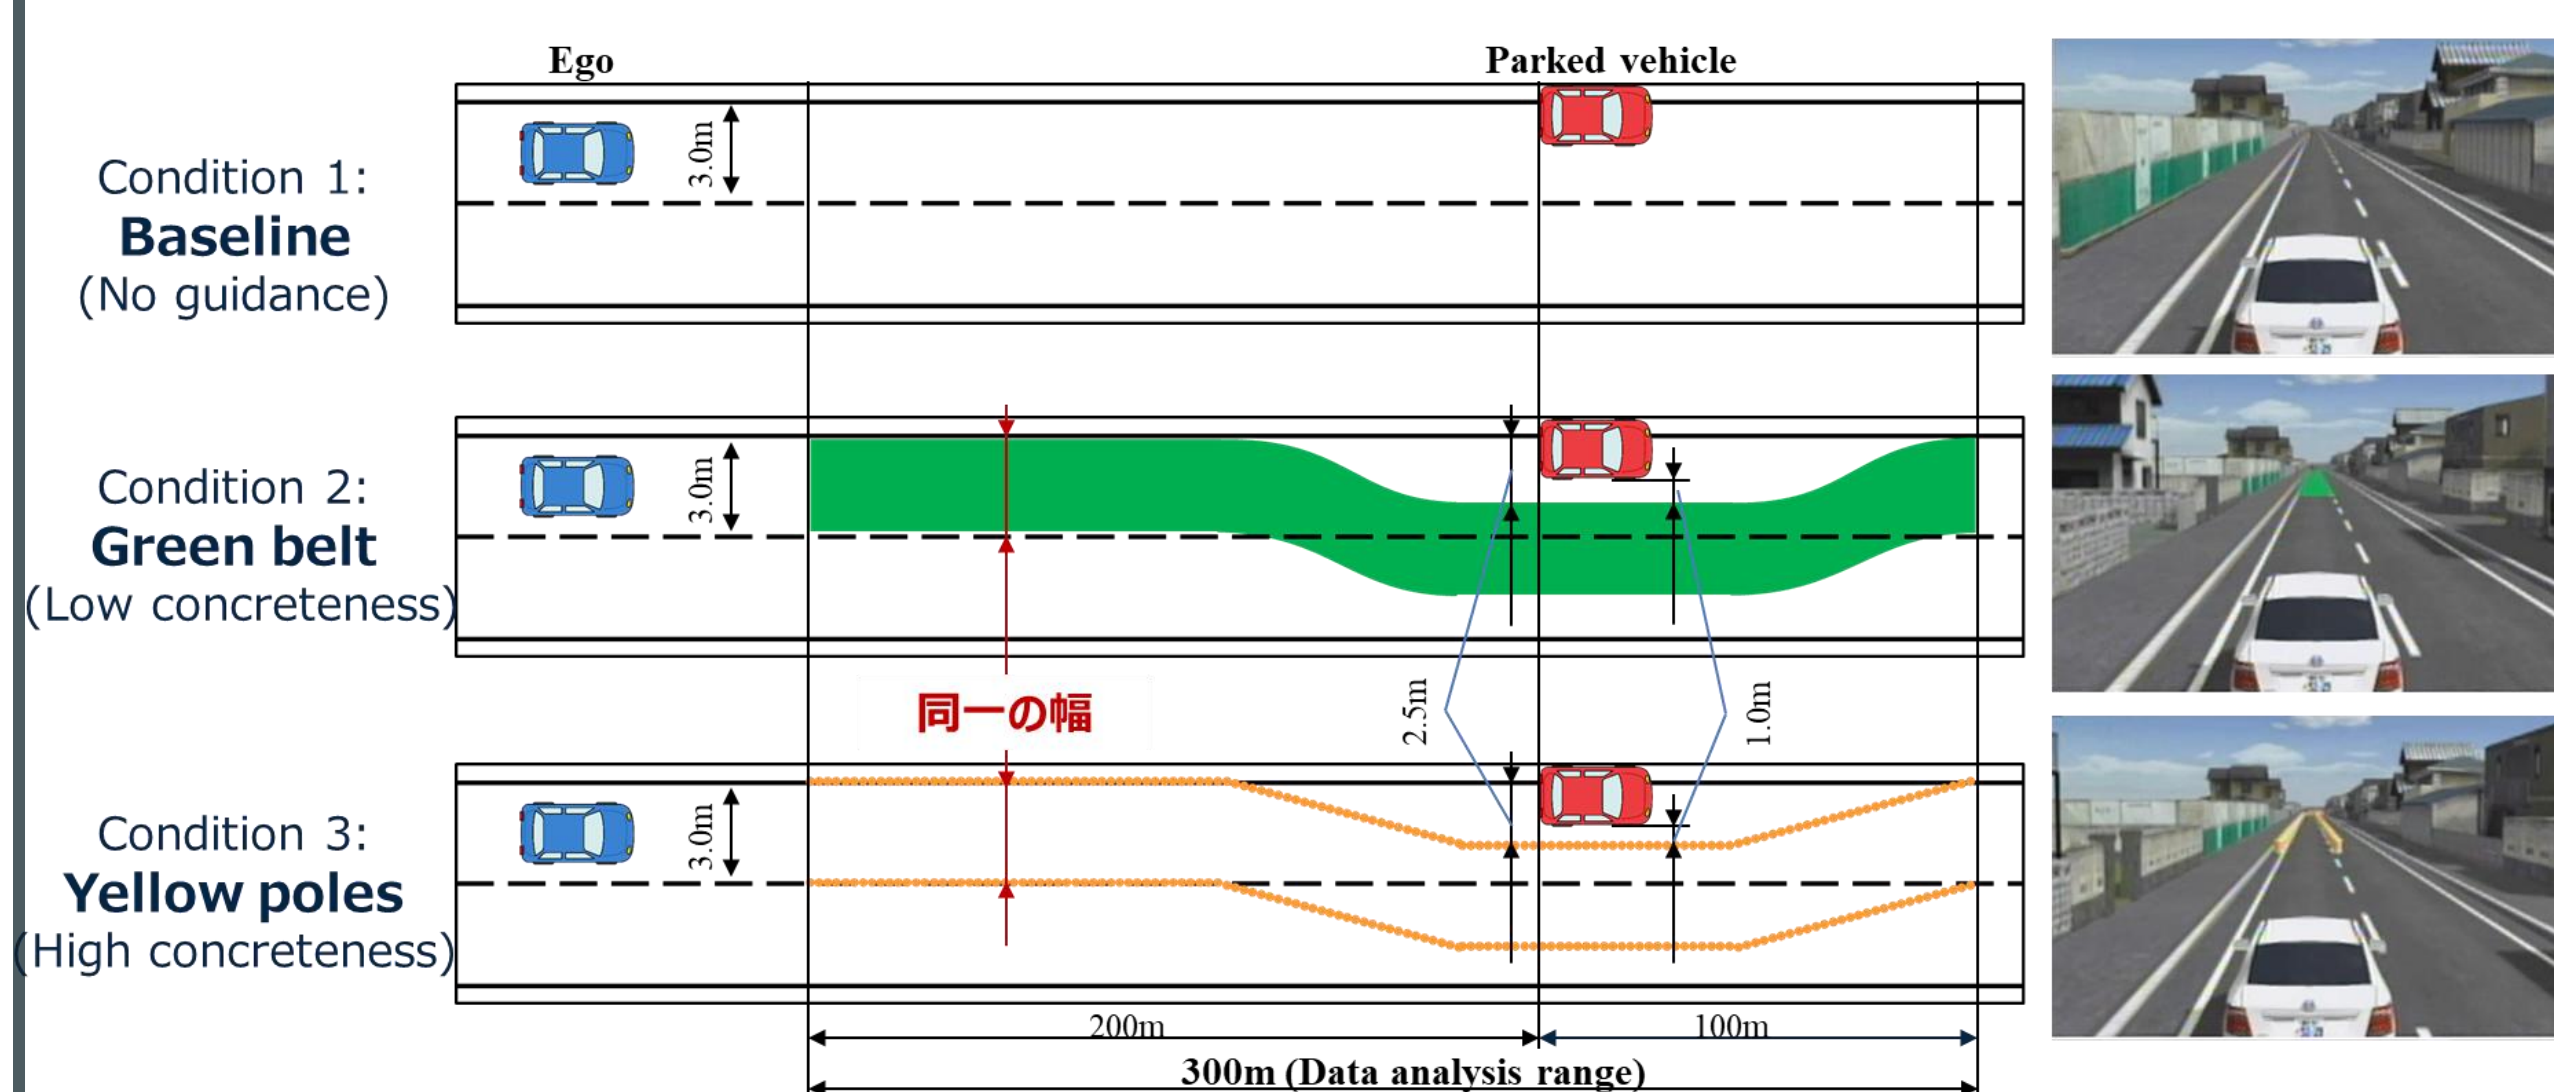 Ego
Parked vehicle
3.0m
Condition 1:
Baseline
(No guidance)
3.0m
Condition 2:
Green belt
(Low concreteness)
同一の幅
2.5m
1.0m
3.0m
Condition 3:
Yellow poles
(High concreteness)
200m
100m
300m (Data analysis range)